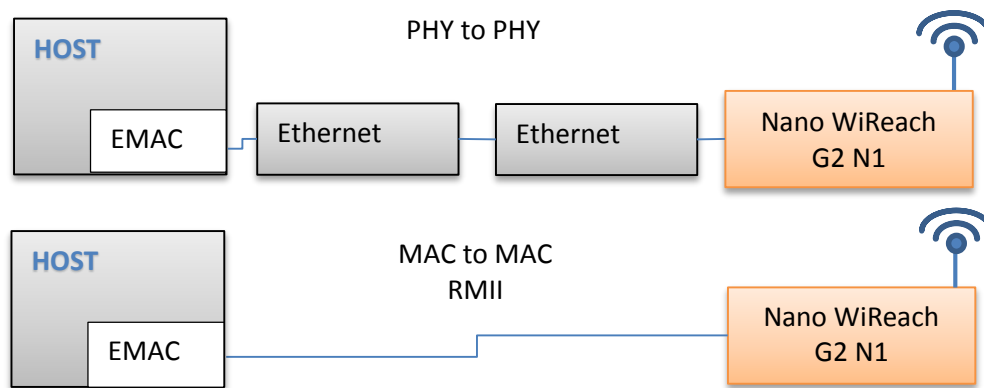 PHY to PHY
HOST
EMAC
Ethernet
Ethernet
Nano WiReach
G2 N1
MAC to MAC
RMII
HOST
EMAC
Nano WiReach
G2 N1